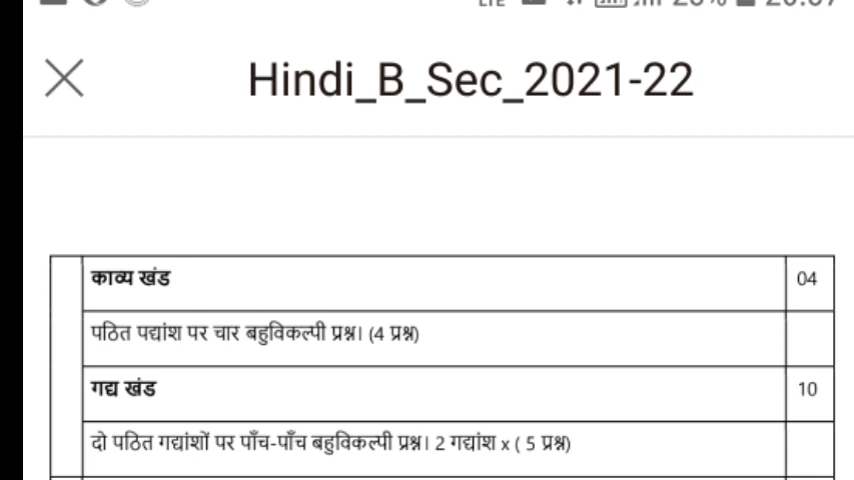 LTE
Hindi_B_Sec_2021-22
काव्य खंड 04
पठित पद्यांश पर चार बहुविकल्पी प्रश्न। (4 प्रश्न)
गद्य खंड 10
दो पठित गद्यांशों पर पाँच-पाँच बहुविकल्पी प्रश्न। 2 गद्यांश x ( 5 प्रश्न)